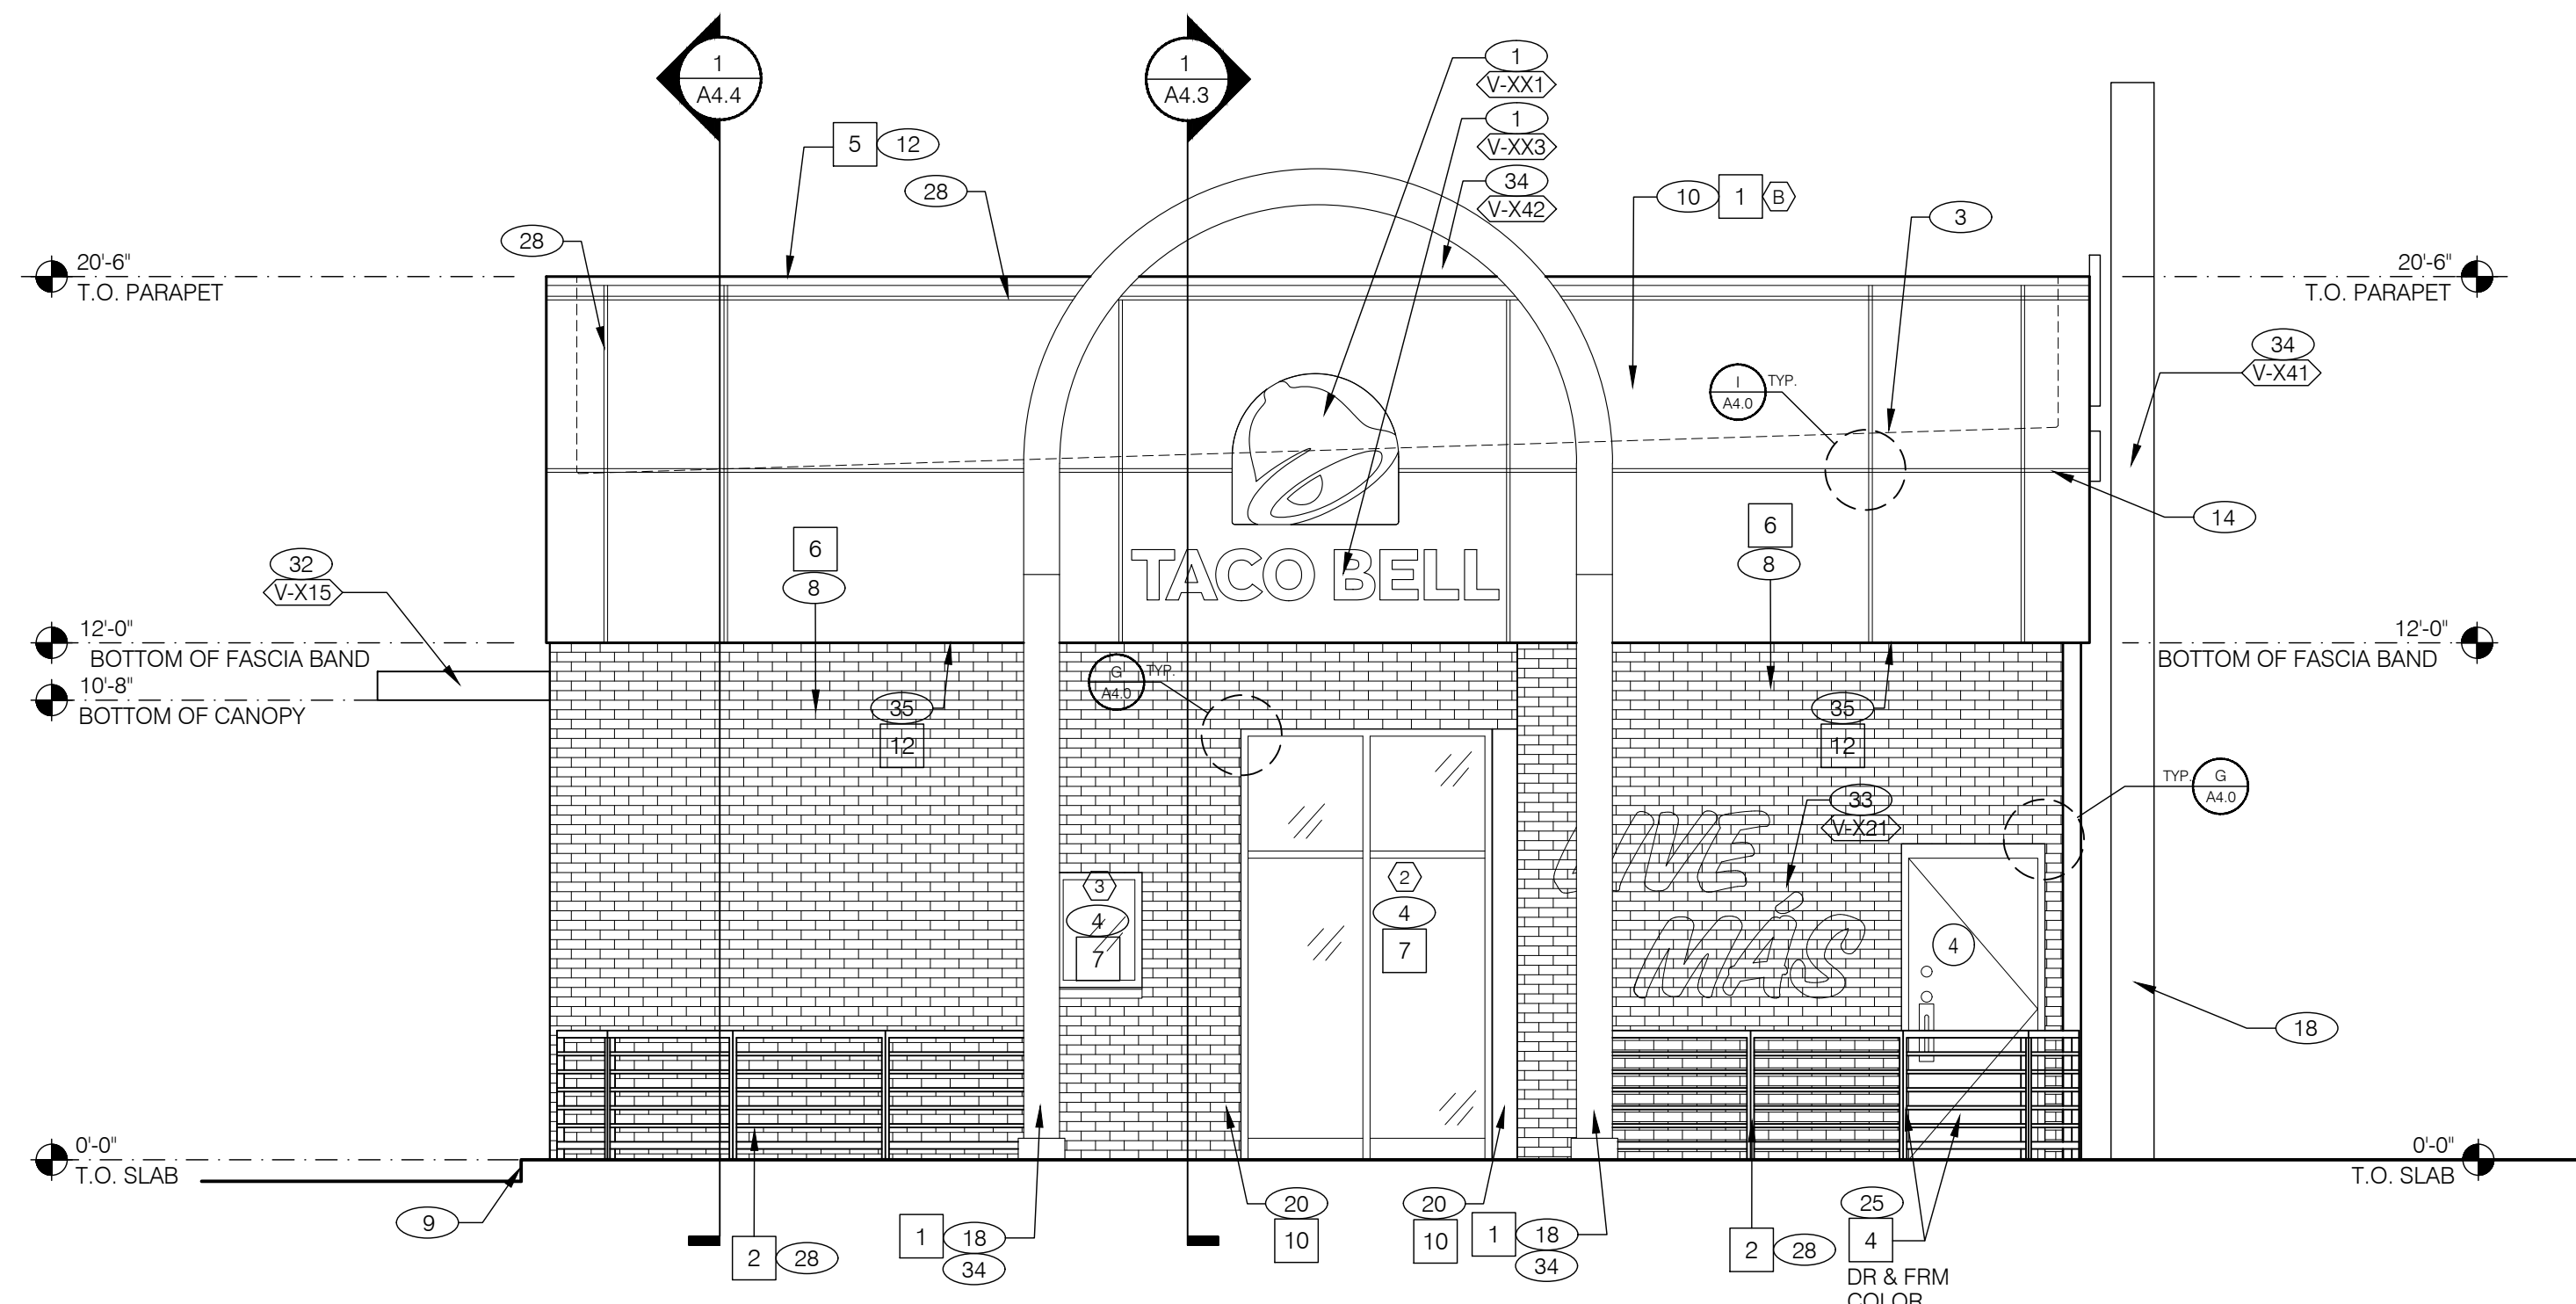 1
A4.4
1
A4.3
1
V-XX1
1
V-XX3
34
V-X42
5 12
28
28
10 1 B
3
20'-6"
T.O. PARAPET
20'-6"
T.O. PARAPET
34
V-X41
I
A4.0
TYP.
14
6
8
6
8
TACO BELL
32
V-X15
12'-0"
BOTTOM OF FASCIA BAND
10'-8"
BOTTOM OF CANOPY
12'-0"
BOTTOM OF FASCIA BAND
G
A4.0
TYP.
35
12
35
12
TYP.
G
A4.0
33
V-X21
LIVE
MÁS
3
4
7
2
4
7
4
18
0'-0"
T.O. SLAB
0'-0"
T.O. SLAB
9
2 28
1 18
34
20
10
20
10
1 18
34
2 28
25
4
DR & FRM
COLOR